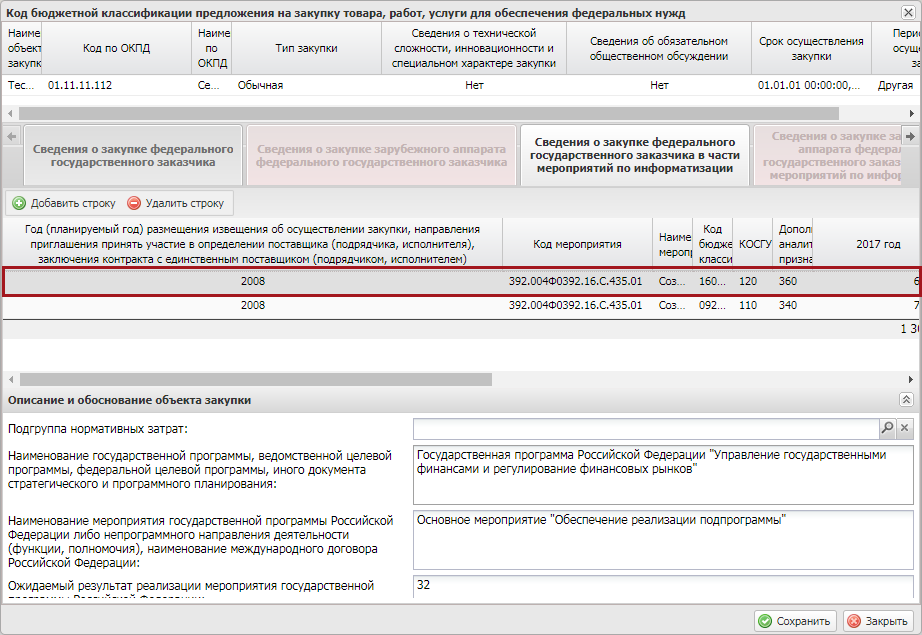 Код бюджетной классификации предложения на закупку товара, работ, услуги для обеспечения федеральных нужд
Наиме
объект
закупк
Код по ОКПД
Наиме
по
ОКПД
Тип закупки
Сведения о технической
сложности, инновационности и
специальном характере закупки
Сведения об обязательном
общественном обсуждении
Срок осуществления
закупки
Пери
осуще
за
Тес... 01.11.11.112 Се... Обычная Нет Нет 01.01.01 00:00:00,... Другая
Сведения о закупке федерального
государственного заказчика
Сведения о закупке зарубежного аппарата
федерального государственного заказчика
Сведения о закупке федерального
государственного заказчика в части
мероприятий по информатизации
Сведения о закупке за
аппарата федерал
государственного заказ
мероприятий по инфор
Добавить строку Удалить строку
Год (планируемый год) размещения извещения об осуществлении закупки, направления
приглашения принять участие в определении поставщика (подрядчика, исполнителя),
заключения контракта с единственным поставщиком (подрядчиком, исполнителем)
Код мероприятия
Наиме
мероп
Код
бюдже
класси
КОСГУ
Допол
аналит
призна
2017 год
2008 392.004Ф0392.16.С.435.01 Соз... 160... 120 360 6
2008 392.004Ф0392.16.С.435.01 Соз... 092... 110 340 7
1 30
Описание и обоснование объекта закупки
Подгруппа нормативных затрат:
Наименование государственной программы, ведомственной целевой
программы, федеральной целевой программы, иного документа
стратегического и программного планирования:
Государственная программа Российской Федерации "Управление государственными
финансами и регулирование финансовых рынков"
Наименование мероприятия государственной программы Российской
Федерации либо непрограммного направления деятельности
(функции, полномочия), наименование международного договора
Российской Федерации:
Основное мероприятие "Обеспечение реализации подпрограммы"
Ожидаемый результат реализации мероприятия государственной
программы Российской Федерации:
32
Сохранить Закрыть